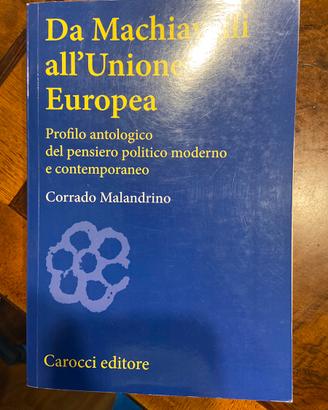 Da Machiavelli
all'Unione
Europea
Profilo antologico
del pensiero politico moderno
e contemporaneo
Corrado Malandrino
Carocci editore